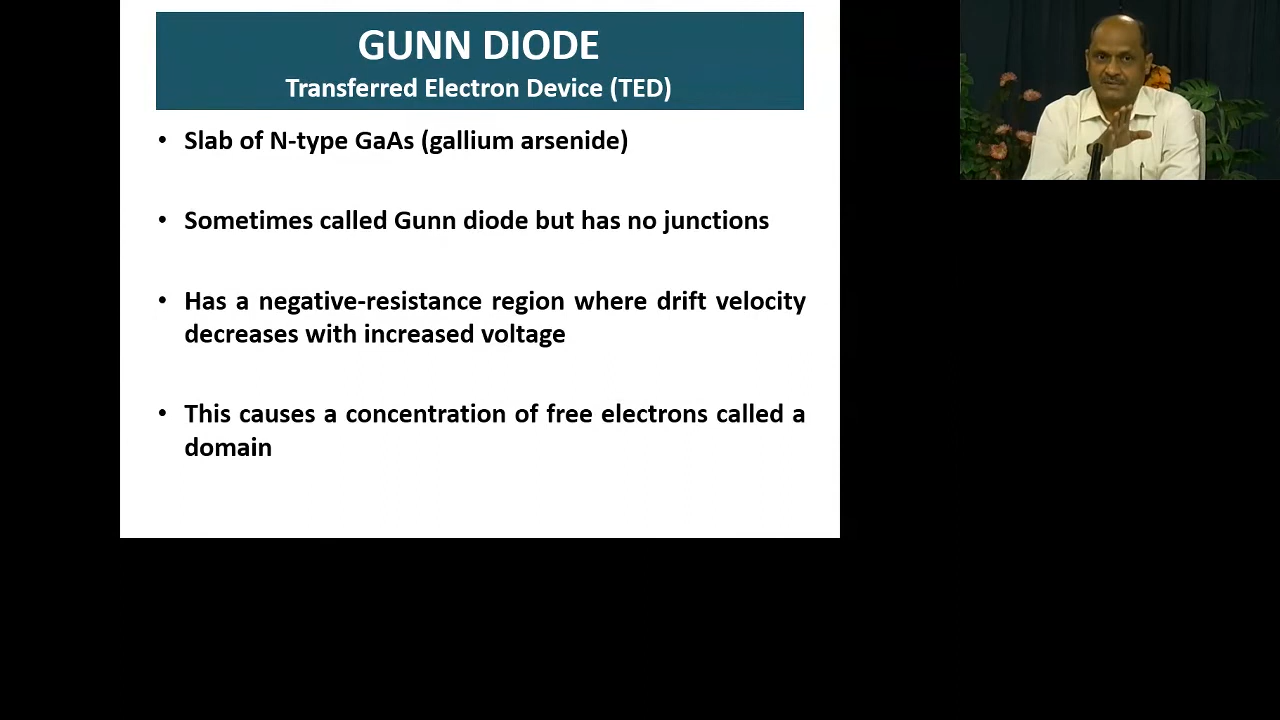 GUNN DIODE
Transferred Electron Device (TED)
• Slab of N-type GaAs (gallium arsenide)
• Sometimes called Gunn diode but has no junctions
• Has a negative-resistance region where drift velocity
decreases with increased voltage
• This causes a concentration of free electrons called a
domain